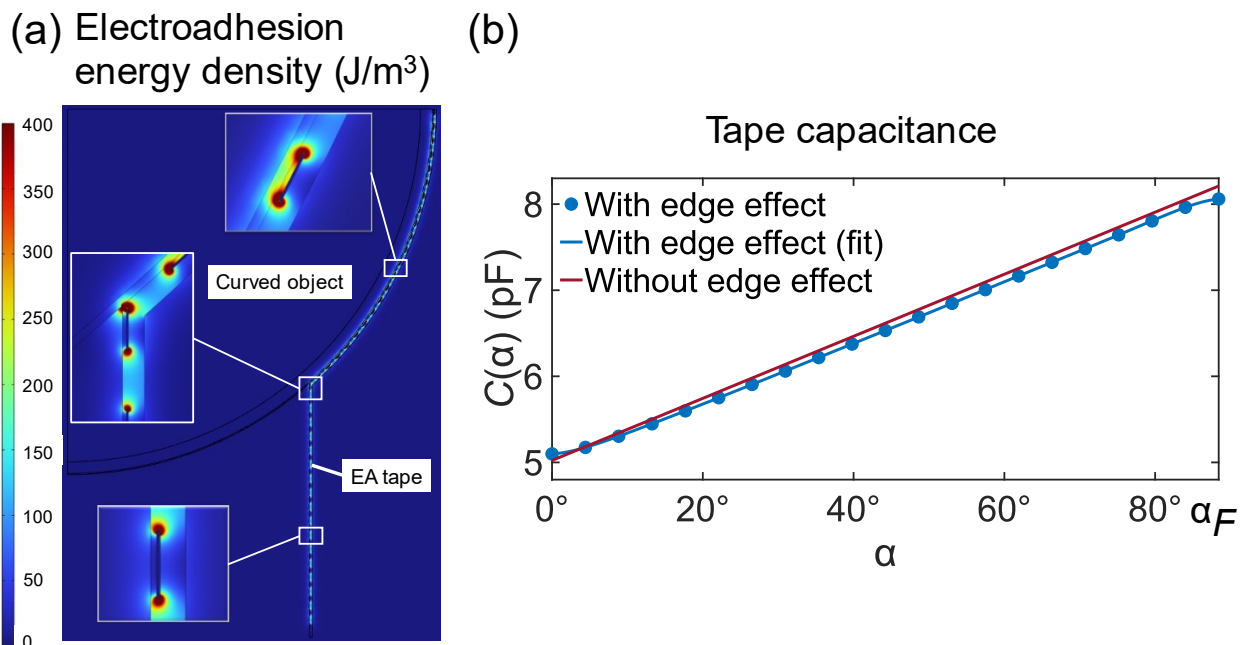 (a) Electroadhesion
energy density (J/m³)
400
350
300
250
200
150
100
50
0
Curved object
EA tape
(b)
Tape capacitance
With edge effect
With edge effect (fit)
Without edge effect
C(α) (pF)
8
7
6
5
0° 20° 40° 60° 80° αF
α